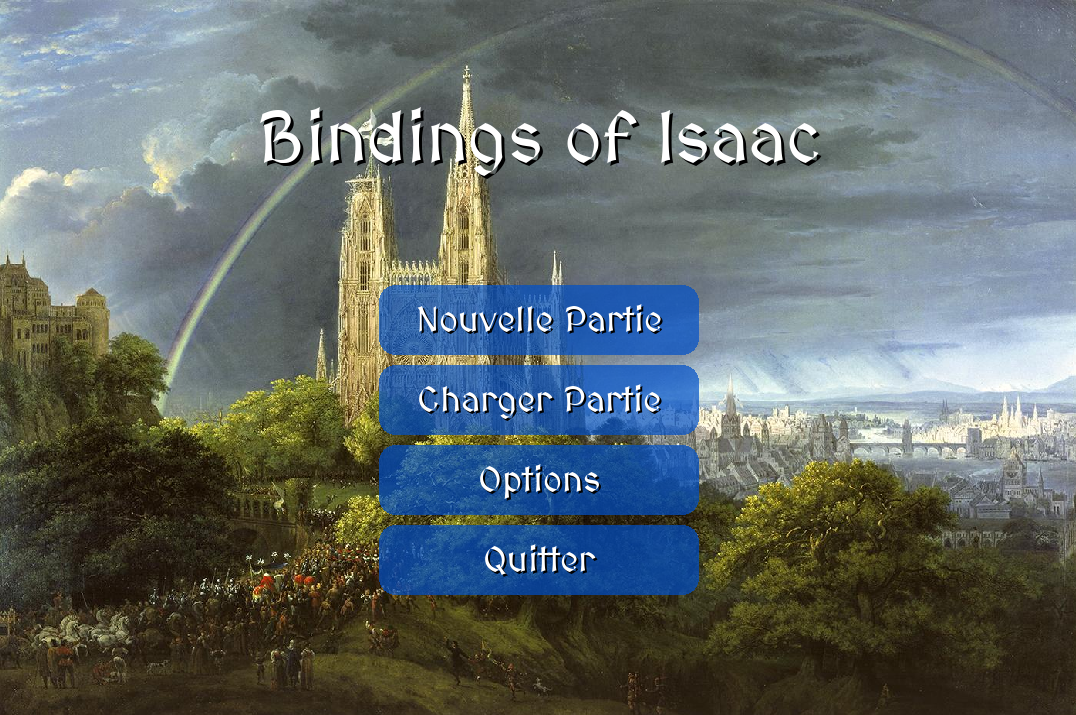 Bindings of Isaac
Nouvelle Partie
Charger Partie
Options
Quitter